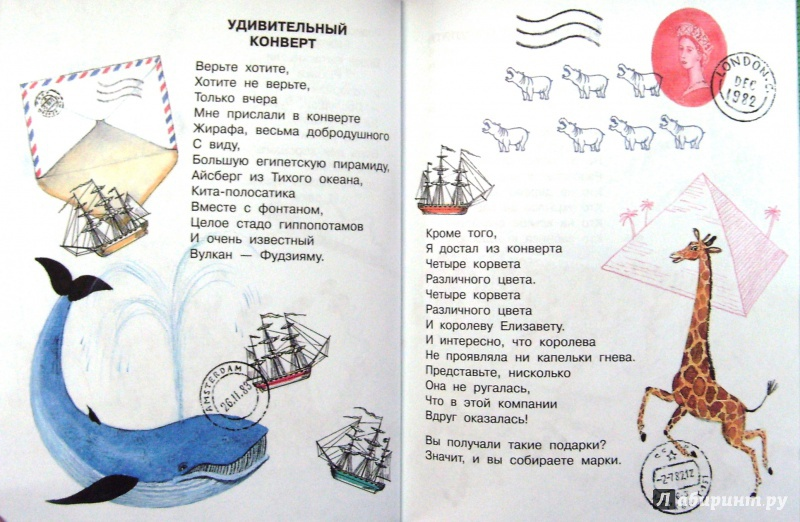 УДИВИТЕЛЬНЫЙ
КОНВЕРТ
Верьте хотите,
Хотите не верьте,
Только вчера
Мне прислали в конверте
Жирафа, весьма добродушного
С виду,
Большую египетскую пирамиду,
Айсберг из Тихого океана,
Кита-полосатика
Вместе с фонтаном,
Целое стадо гиппопотамов
И очень известный
Вулкан — Фудзияму.
AMSTERDAM
26.11.83
LONDON
DEC
1982
Кроме того,
Я достал из конверта
Четыре корвета
Различного цвета.
Четыре корвета
Различного цвета
И королеву Елизавету.
И интересно, что королева
Не проявляла ни капельки гнева.
Представьте, нисколько
Она не ругалась,
Что в этой компании
Вдруг оказалась!
Вы получали такие подарки?
Значит, и вы собираете марки.
Лабиринт.ру